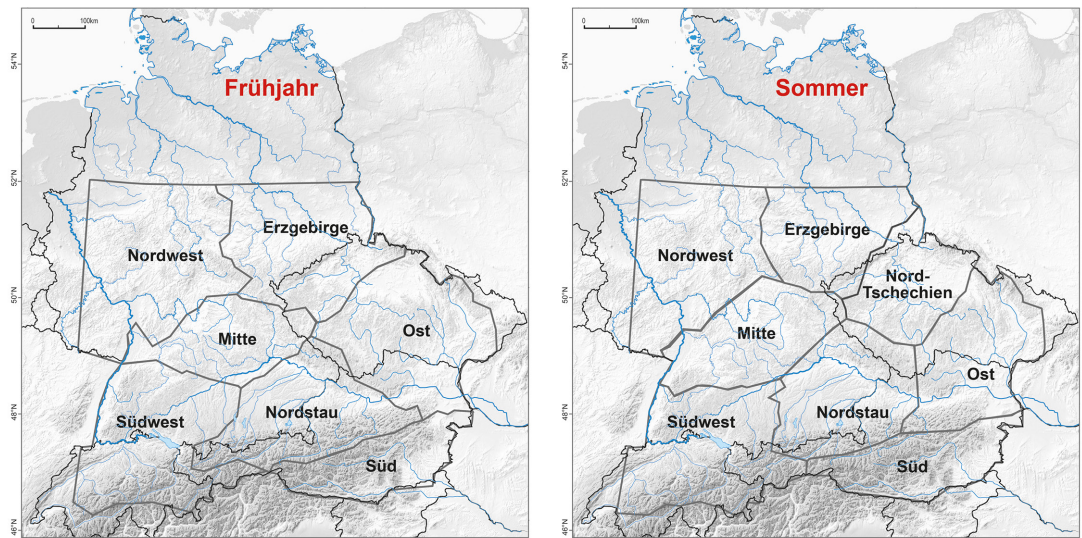 0 100km
54°N
52°N
50°N
48°N
46°N
Frühjahr
Erzgebirge
Nordwest
Mitte
Ost
Südwest
Nordstau
Süd
0 100km
54°N
52°N
50°N
48°N
46°N
Sommer
Erzgebirge
Nordwest
Nord-
Tschechien
Mitte
Ost
Südwest
Nordstau
Süd